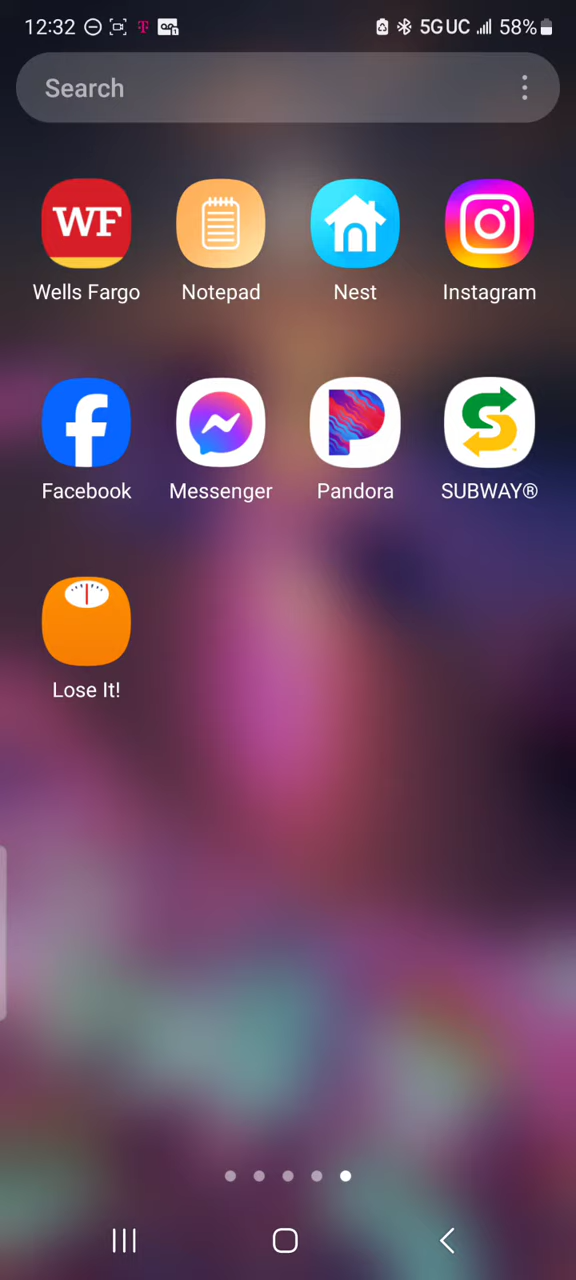 12:32 5G UC 58%
Search
WF
Wells Fargo Notepad Nest Instagram
Facebook Messenger Pandora SUBWAY®
Lose It!